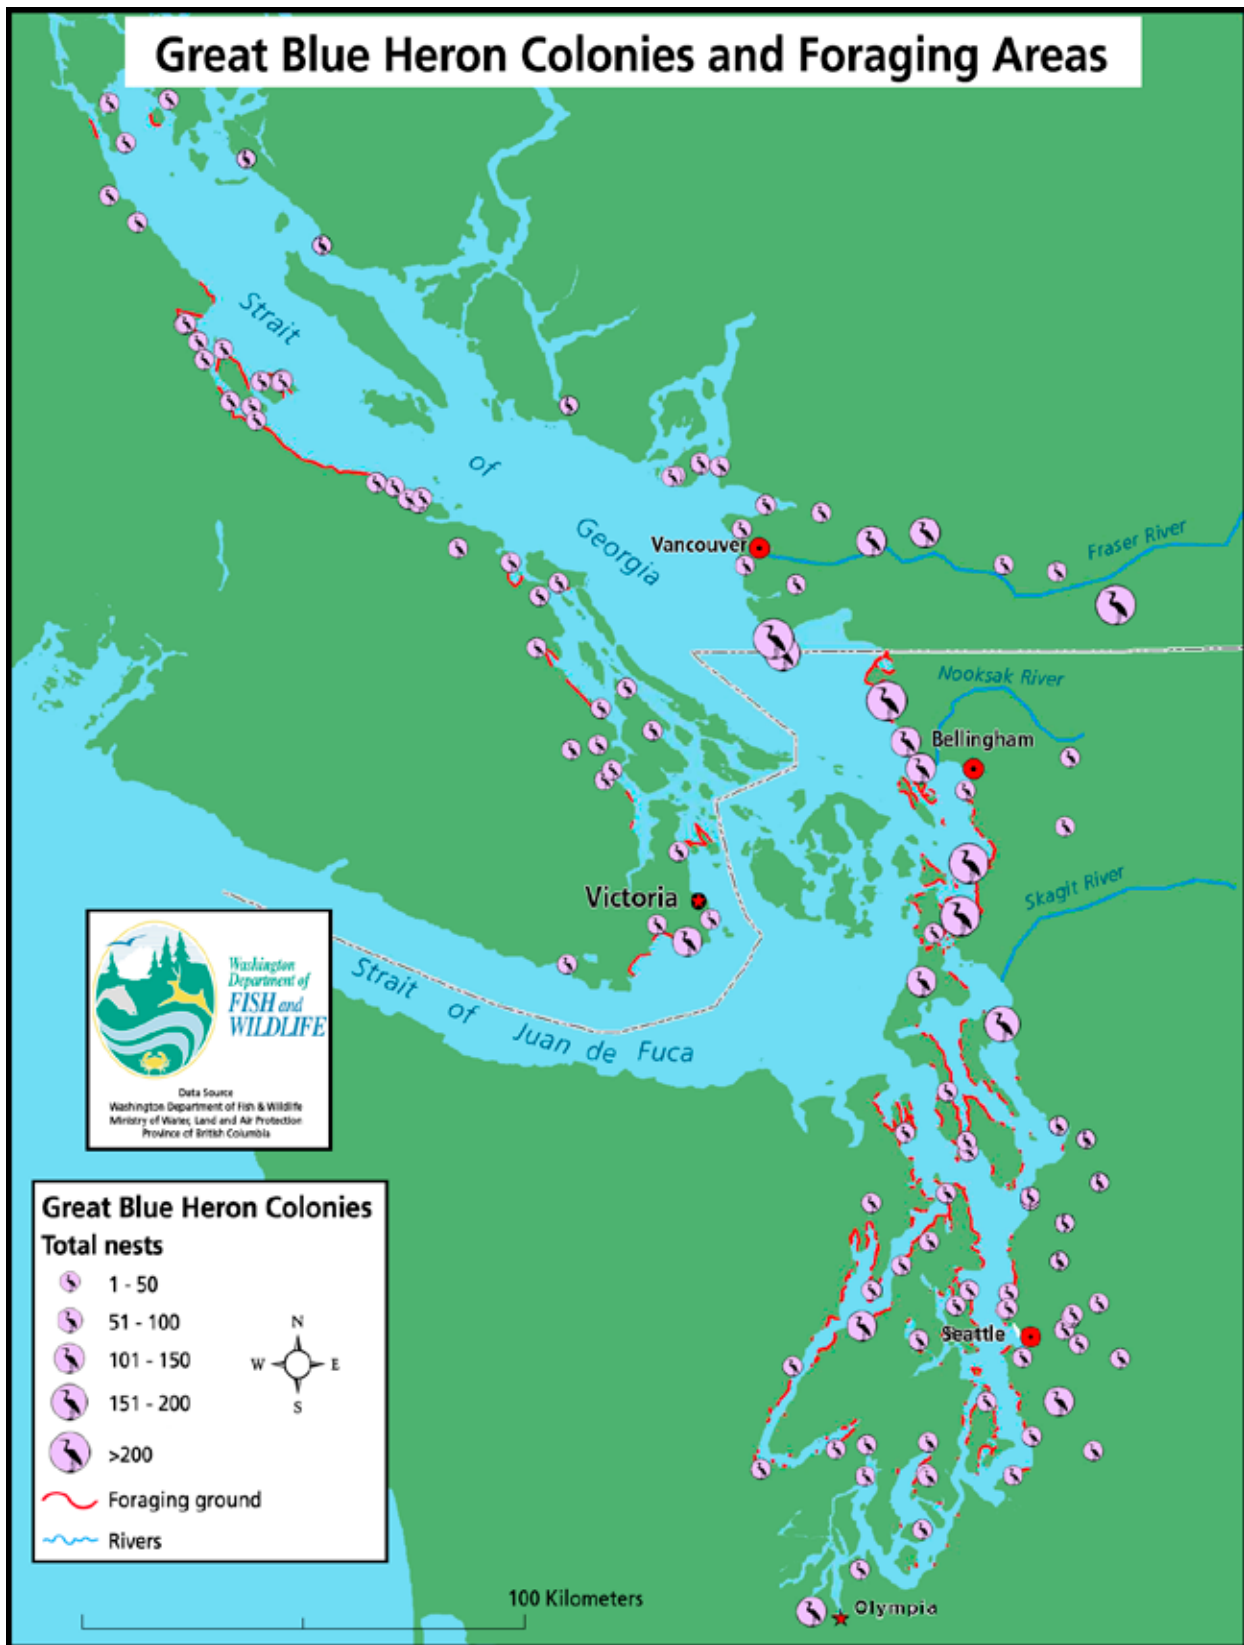 Great Blue Heron Colonies and Foraging Areas
Strait
of
Georgia
Vancouver
Fraser River
Nooksak River
Bellingham
Skagit River
Victoria
Strait of Juan de Fuca
Washington
Department of
FISH and
WILDLIFE
Data Source
Washington Department of Fish & Wildlife
Ministry of Water, Land and Air Protection
Province of British Columbia
Great Blue Heron Colonies
Total nests
1 - 50
51 - 100
101 - 150
151 - 200
>200
Foraging ground
Rivers
N
W
E
S
Seattle
100 Kilometers
Olympia